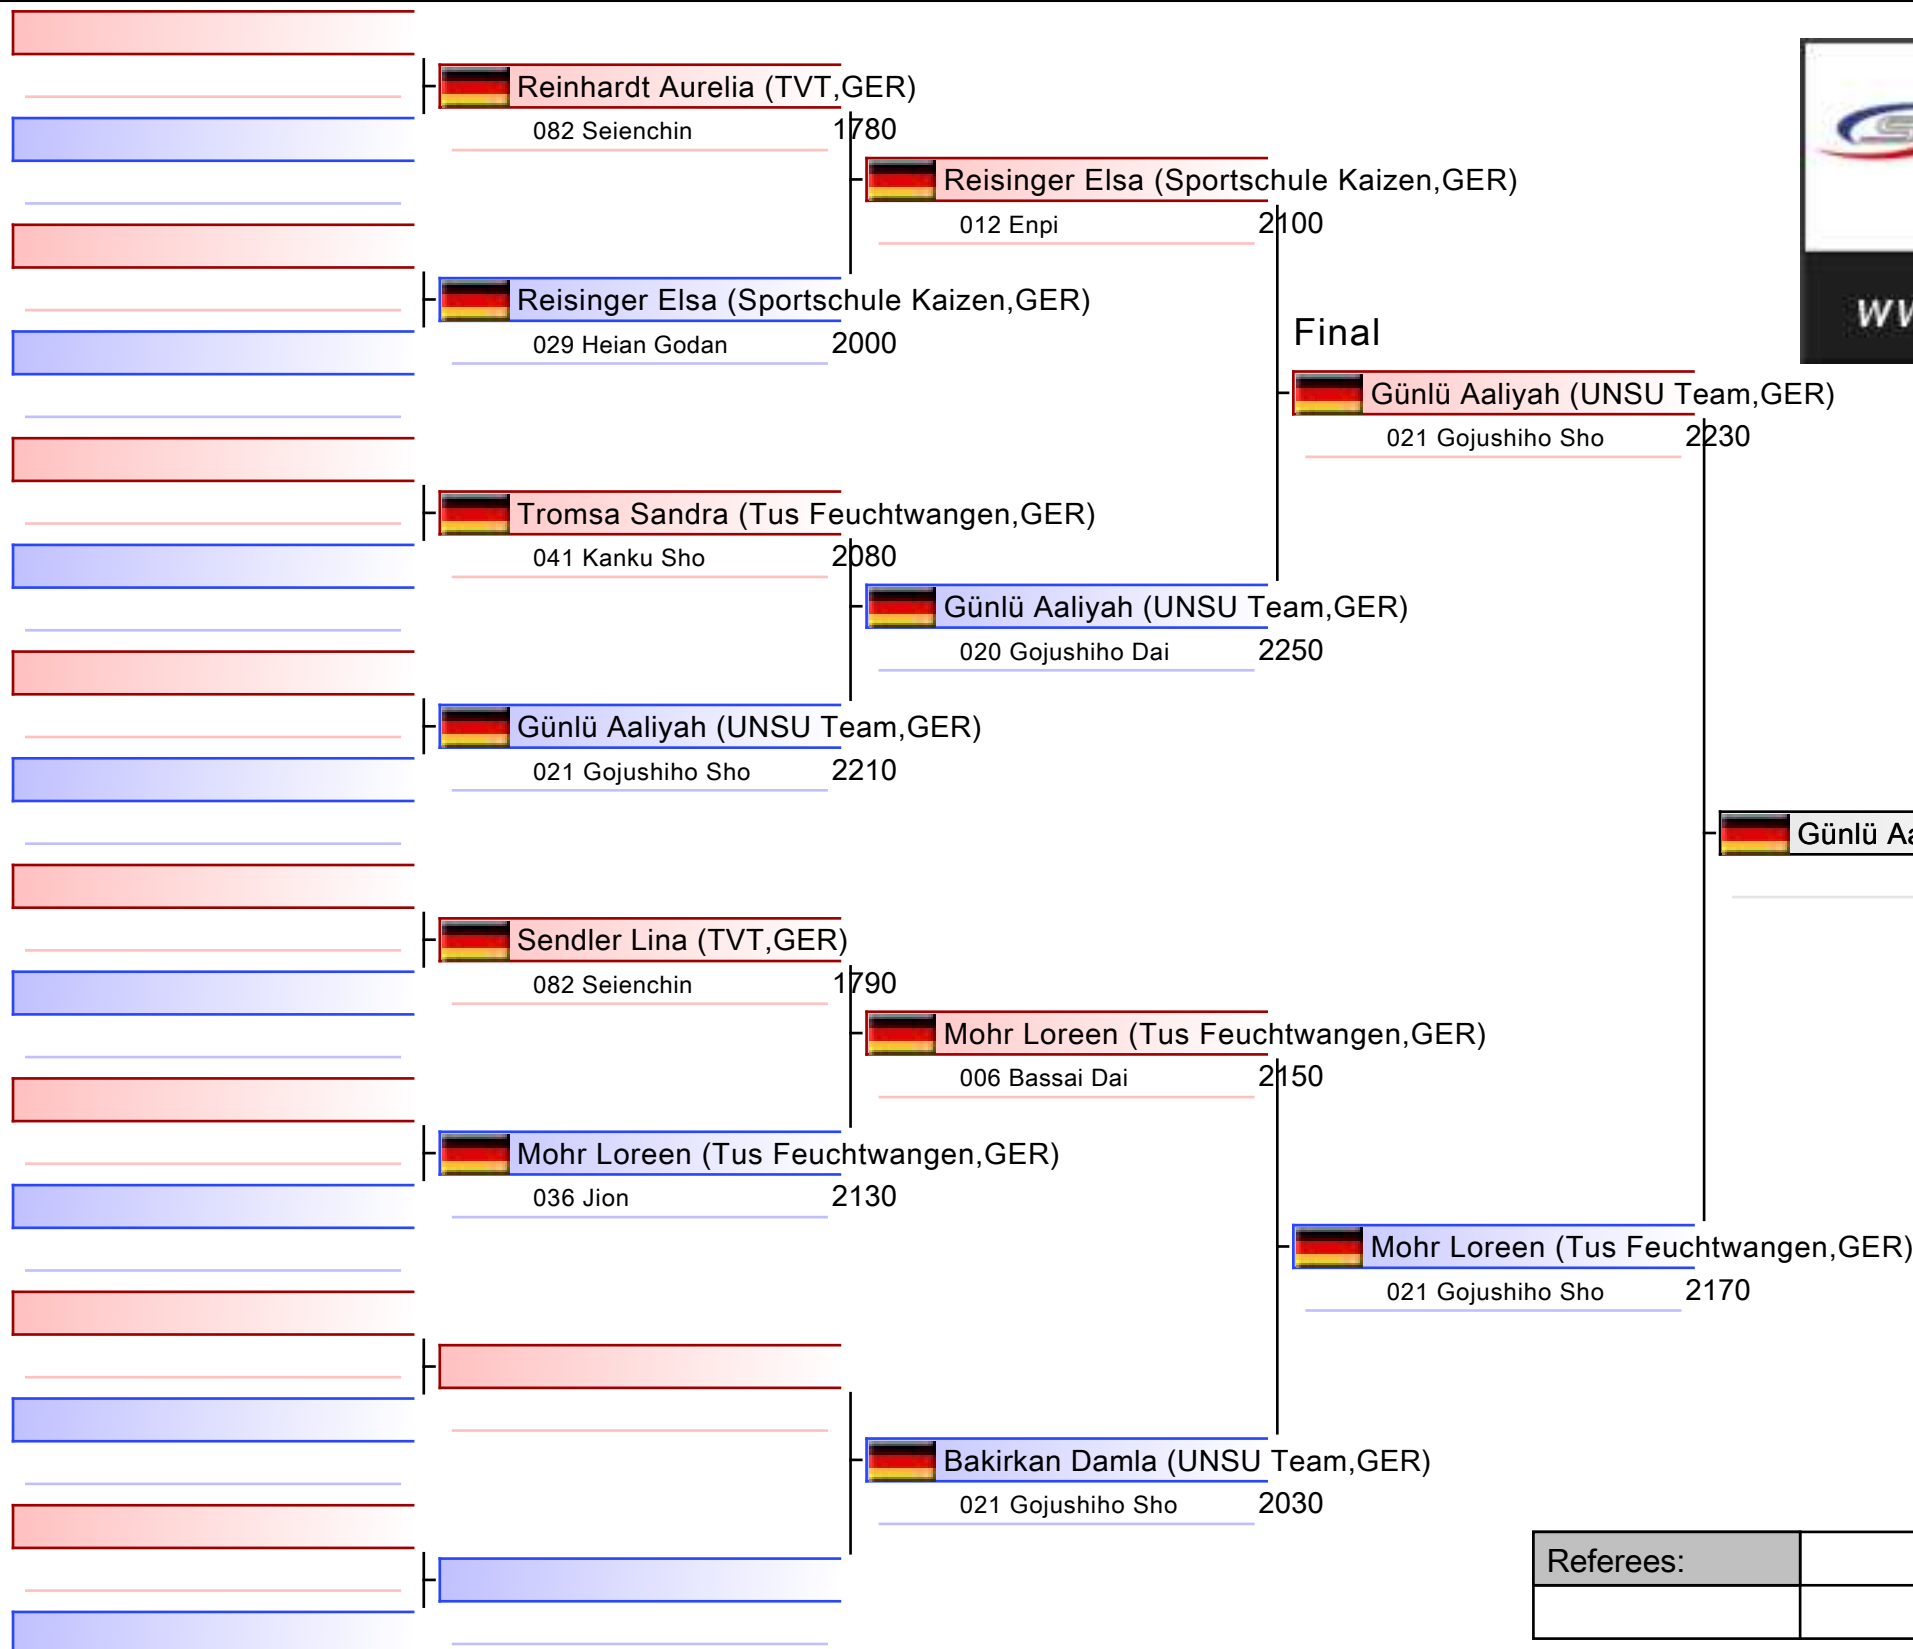 Reinhardt Aurelia (TVT,GER)
082 Seienchin 1780
Reisinger Elsa (Sportschule Kaizen,GER)
012 Enpi 2100
Reisinger Elsa (Sportschule Kaizen,GER)
029 Heian Godan 2000
Final
Günlü Aaliyah (UNSU Team,GER)
021 Gojushiho Sho 2230
Tromsa Sandra (Tus Feuchtwangen,GER)
041 Kanku Sho 2080
Günlü Aaliyah (UNSU Team,GER)
020 Gojushiho Dai 2250
Günlü Aaliyah (UNSU Team,GER)
021 Gojushiho Sho 2210
Günlü
Sendler Lina (TVT,GER)
082 Seienchin 1790
Mohr Loreen (Tus Feuchtwangen,GER)
006 Bassai Dai 2150
Mohr Loreen (Tus Feuchtwangen,GER)
036 Jion 2130
Mohr Loreen (Tus Feuchtwangen,GER)
021 Gojushiho Sho 2170
Bakirkan Damla (UNSU Team,GER)
021 Gojushiho Sho 2030
Referees: